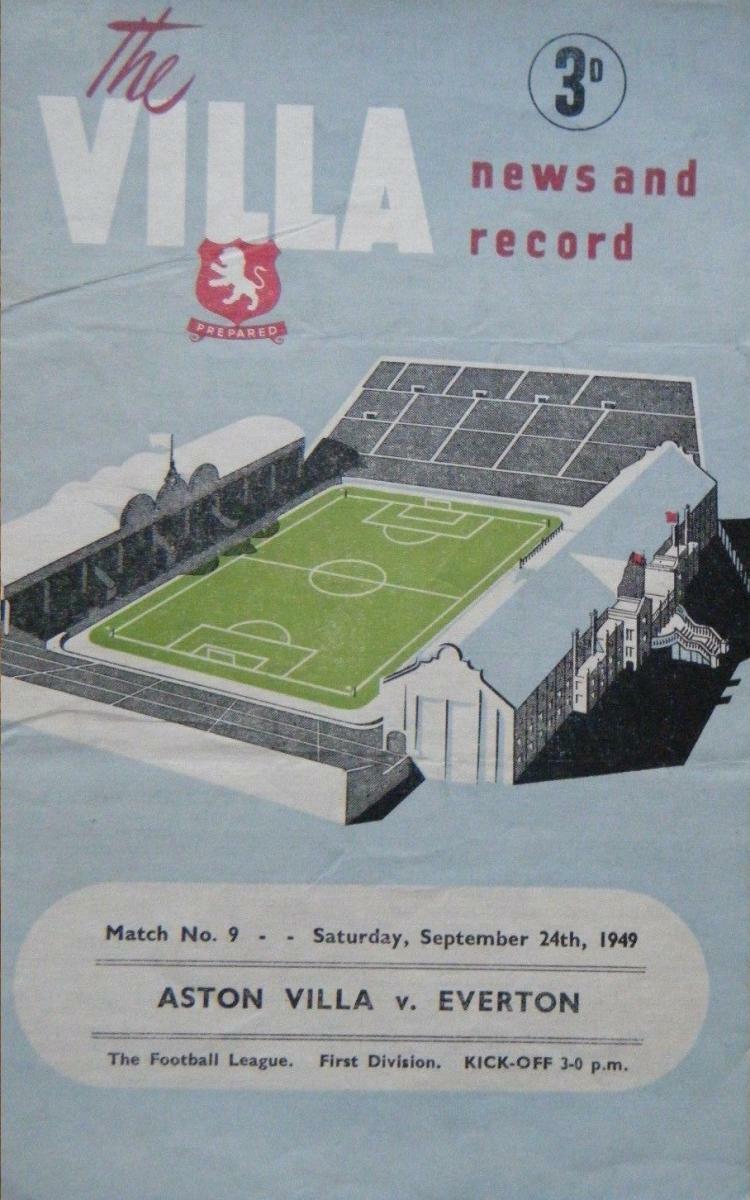 The
VILLA
3D
news and
record
PREPARED
Match No. 9 - - Saturday, September 24th, 1949
ASTON VILLA v. EVERTON
The Football League. First Division. KICK-OFF 3-0 p.m.